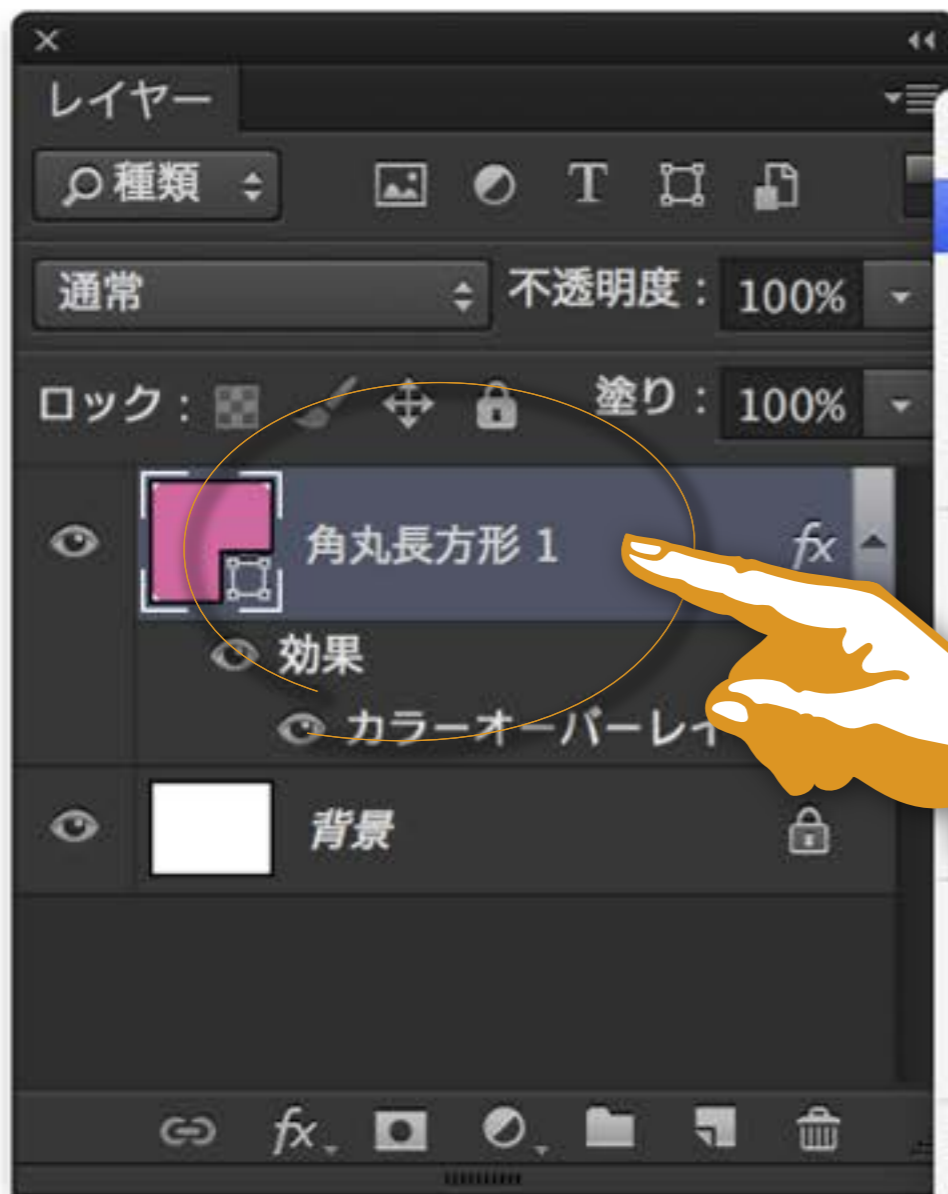 レイヤー
種類
通常 不透明度: 100%
ロック: 塗り: 100%
角丸長方形 1 fx
効果
カラーオーバーレイ
背景
fx